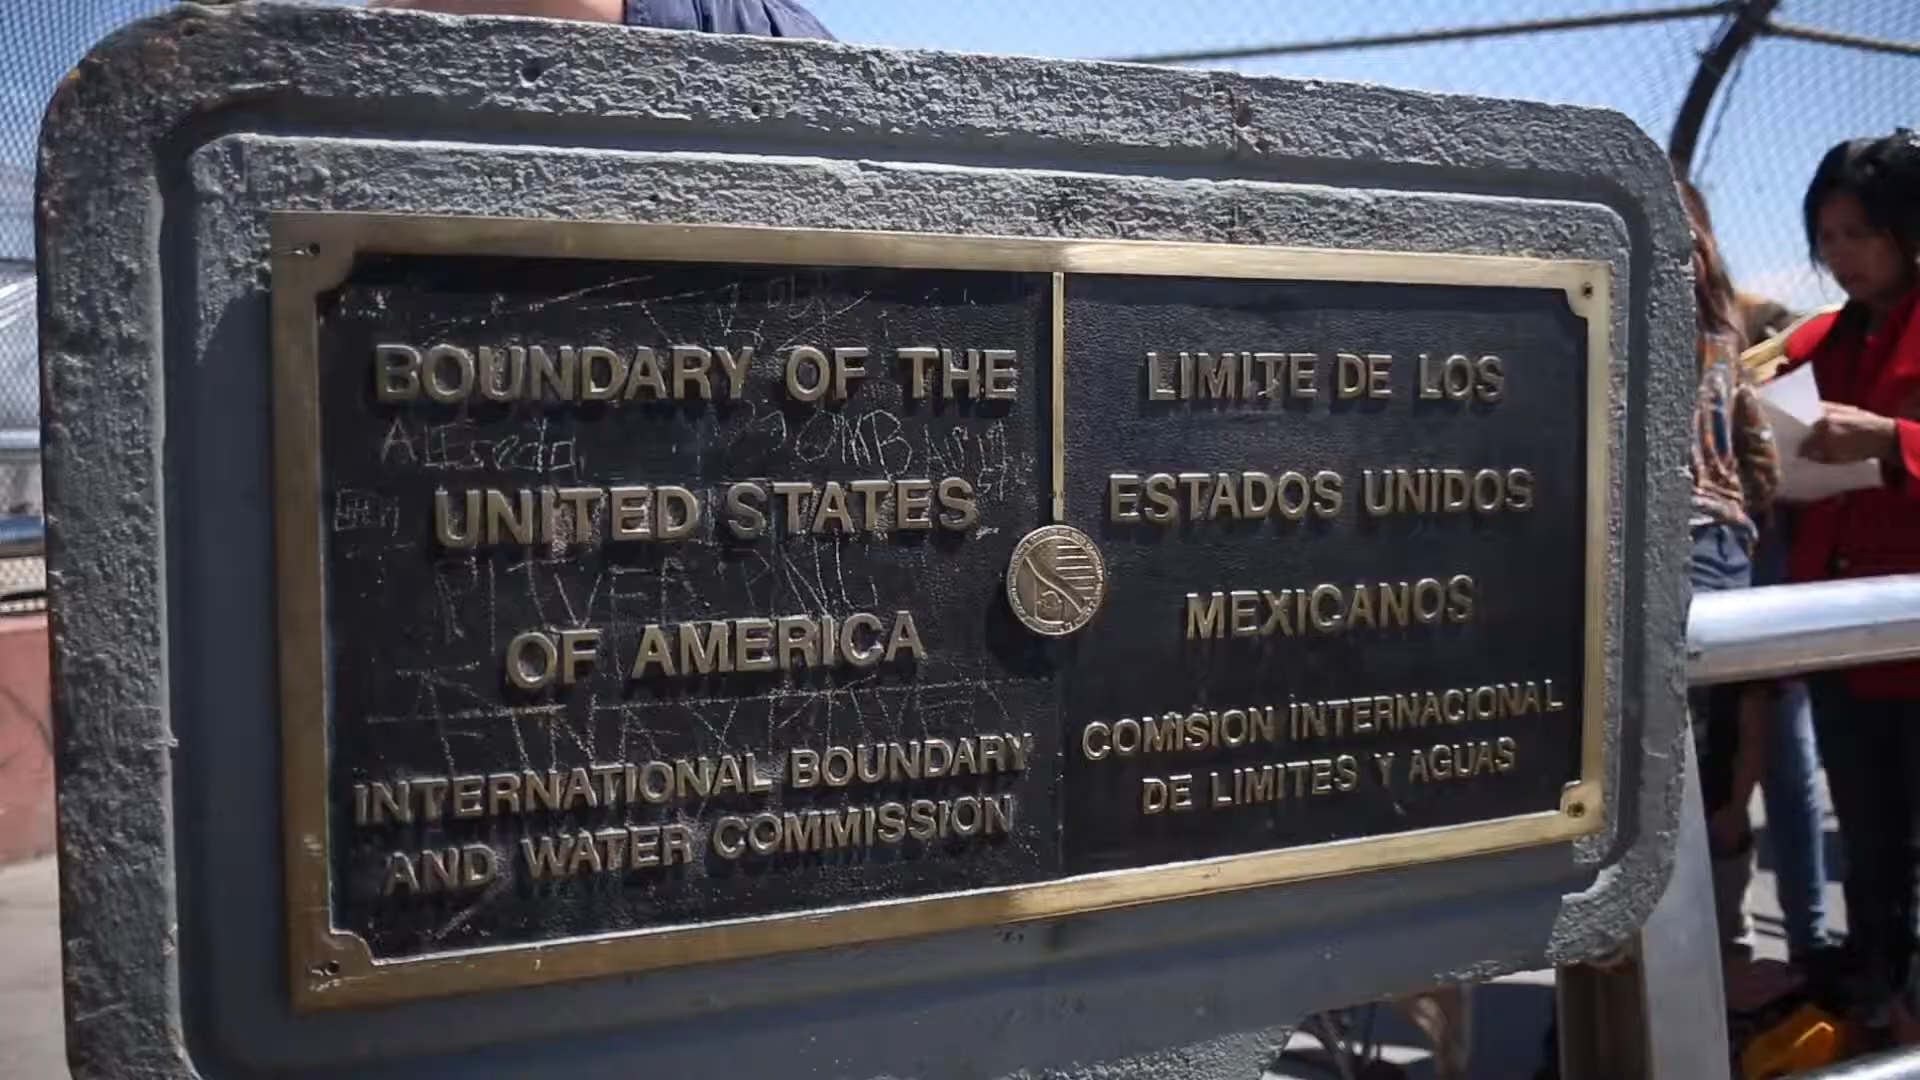 BOUNDARY OF THE
UNITED STATES
OF AMERICA
INTERNATIONAL BOUNDARY
AND WATER COMMISSION
LIMITE DE LOS
ESTADOS UNIDOS
MEXICANOS
COMISION INTERNACIONAL
DE LIMITES Y AGUAS